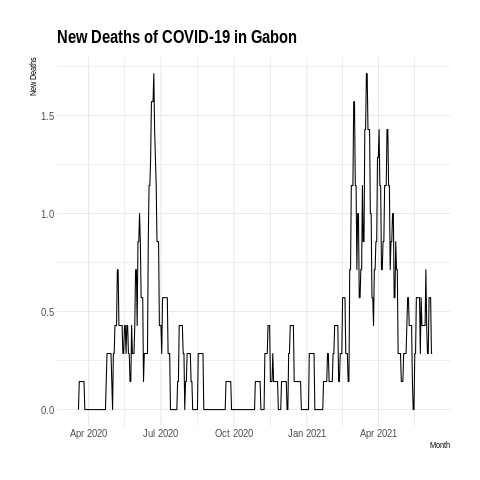 New Deaths of COVID-19 in Gabon
New Deaths
1.5
1.0
0.5
0.0
Apr 2020 Jul 2020 Oct 2020 Jan 2021 Apr 2021
Month